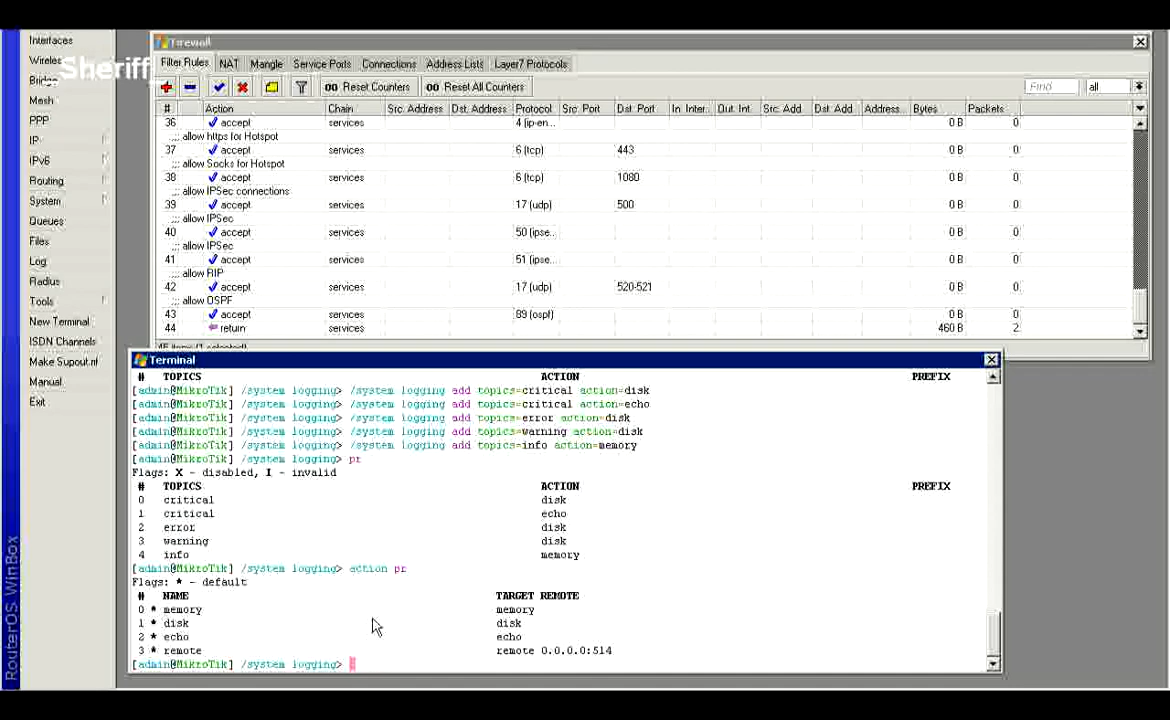 Interfaces
Sheriff
Bridge
Mesh
PPP
IP
IPv6
Routing
System
Queues
Files
Log
Radius
Tools
New Terminal
ISDN Channels
Make Supout.rif
Manual
Exit
RouterOS WinBox
Firewall
Filter Rules NAT Mangle Service Ports Connections Address Lists Layer7 Protocols
00 Reset Counters 00 Reset All Counters Find all
# Action Chain Src. Address Dst. Address Protocol Src. Port Dst. Port In. Inter.. Out. Int. Src. Add Dst. Add Address.. Bytes Packets
36 accept services 4 (ip-en... 0 B 0
;;; allow https for Hotspot
37 accept services 6 (tcp) 443 0 B 0
;;; allow Socks for Hotspot
38 accept services 6 (tcp) 1080 0 B 0
;;; allow IPSec connections
39 accept services 17 (udp) 500 0 B 0
;;; allow IPSec
40 accept services 50 (ipse... 0 B 0
;;; allow IPSec
41 accept services 51 (ipse... 0 B 0
;;; allow RIP
42 accept services 17 (udp) 520-521 0 B 0
;;; allow OSPF
43 accept services 89 (ospf) 0 B 0
44 return services 460 B 2
Terminal
# TOPICS ACTION PREFIX
[admin@MikroTik] /system logging> /system logging add topics=critical action=disk
[admin@MikroTik] /system logging> /system logging add topics=critical action=echo
[admin@MikroTik] /system logging> /system logging add topics=error action=disk
[admin@MikroTik] /system logging> /system logging add topics=warning action=disk
[admin@MikroTik] /system logging> /system logging add topics=info action=memory
[admin@MikroTik] /system logging> pr
Flags: X - disabled, I - invalid
# TOPICS ACTION PREFIX
0 critical disk
1 critical echo
2 error disk
3 warning disk
4 info memory
[admin@MikroTik] /system logging> action pr
Flags: * - default
# NAME TARGET REMOTE
0 * memory memory
1 * disk disk
2 * echo echo
3 * remote remote 0.0.0.0:514
[admin@MikroTik] /system logging>